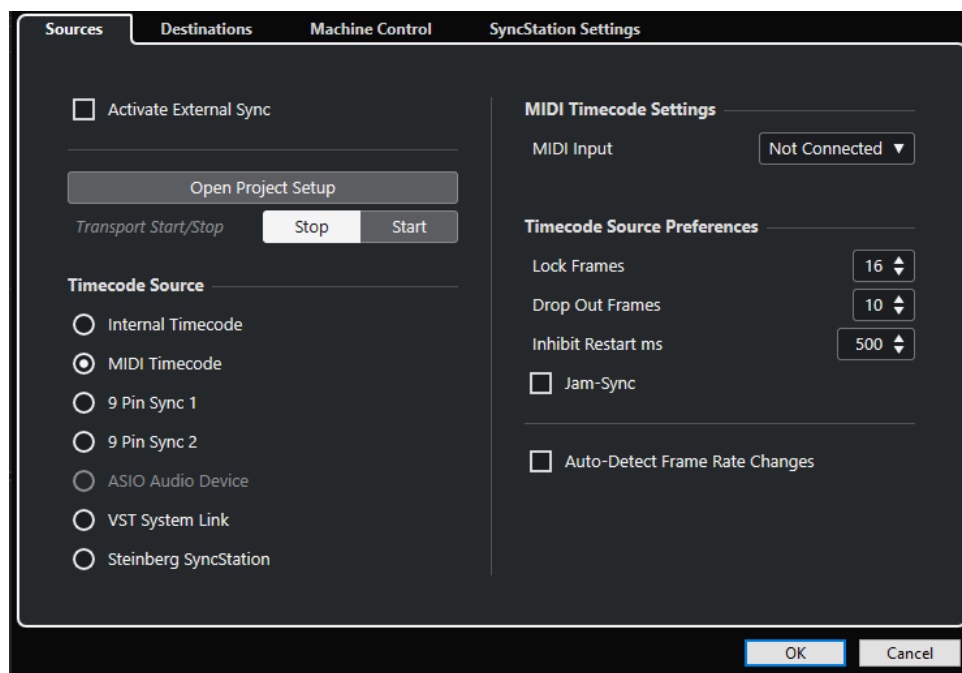 Sources Destinations Machine Control SyncStation Settings
Activate External Sync
Open Project Setup
Transport Start/Stop Stop Start
Timecode Source
Internal Timecode
MIDI Timecode
9 Pin Sync 1
9 Pin Sync 2
ASIO Audio Device
VST System Link
Steinberg SyncStation
MIDI Timecode Settings
MIDI Input Not Connected
Timecode Source Preferences
Lock Frames 16
Drop Out Frames 10
Inhibit Restart ms 500
Jam-Sync
Auto-Detect Frame Rate Changes
OK Cancel